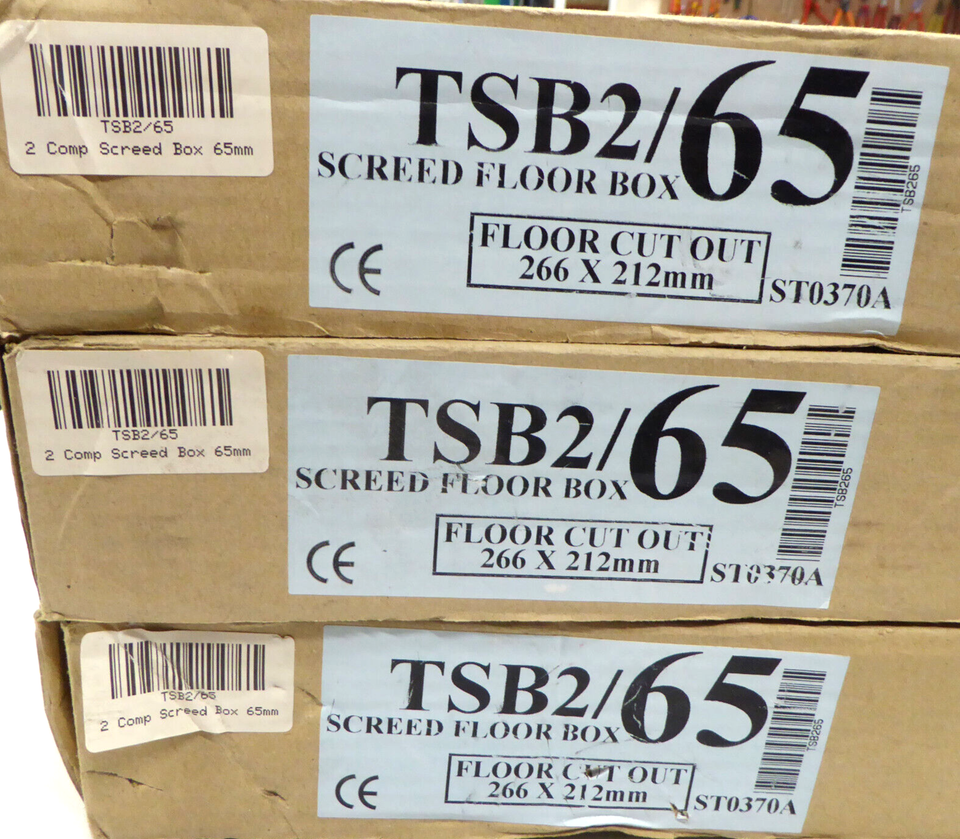 TSB2/65
2 Comp Screed Box 65mm
TSB2/65
SCREED FLOOR BOX
FLOOR CUT OUT
266 X 212mm
CE
ST0370A
TSB265
TSB2/65
2 Comp Screed Box 65mm
TSB2/65
SCREED FLOOR BOX
FLOOR CUT OUT
266 X 212mm
CE
ST0370A
TSB265
TSB2/65
2 Comp Screed Box 65mm
TSB2/65
SCREED FLOOR BOX
FLOOR CUT OUT
266 X 212mm
CE
ST0370A
TSB265